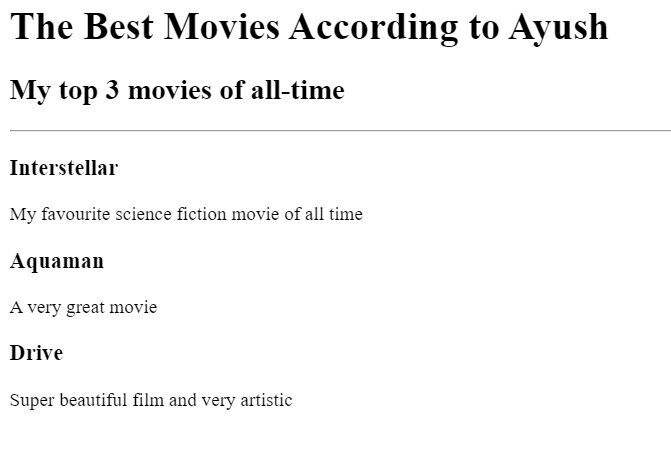 The Best Movies According to Ayush
My top 3 movies of all-time
Interstellar
My favourite science fiction movie of all time
Aquaman
A very great movie
Drive
Super beautiful film and very artistic